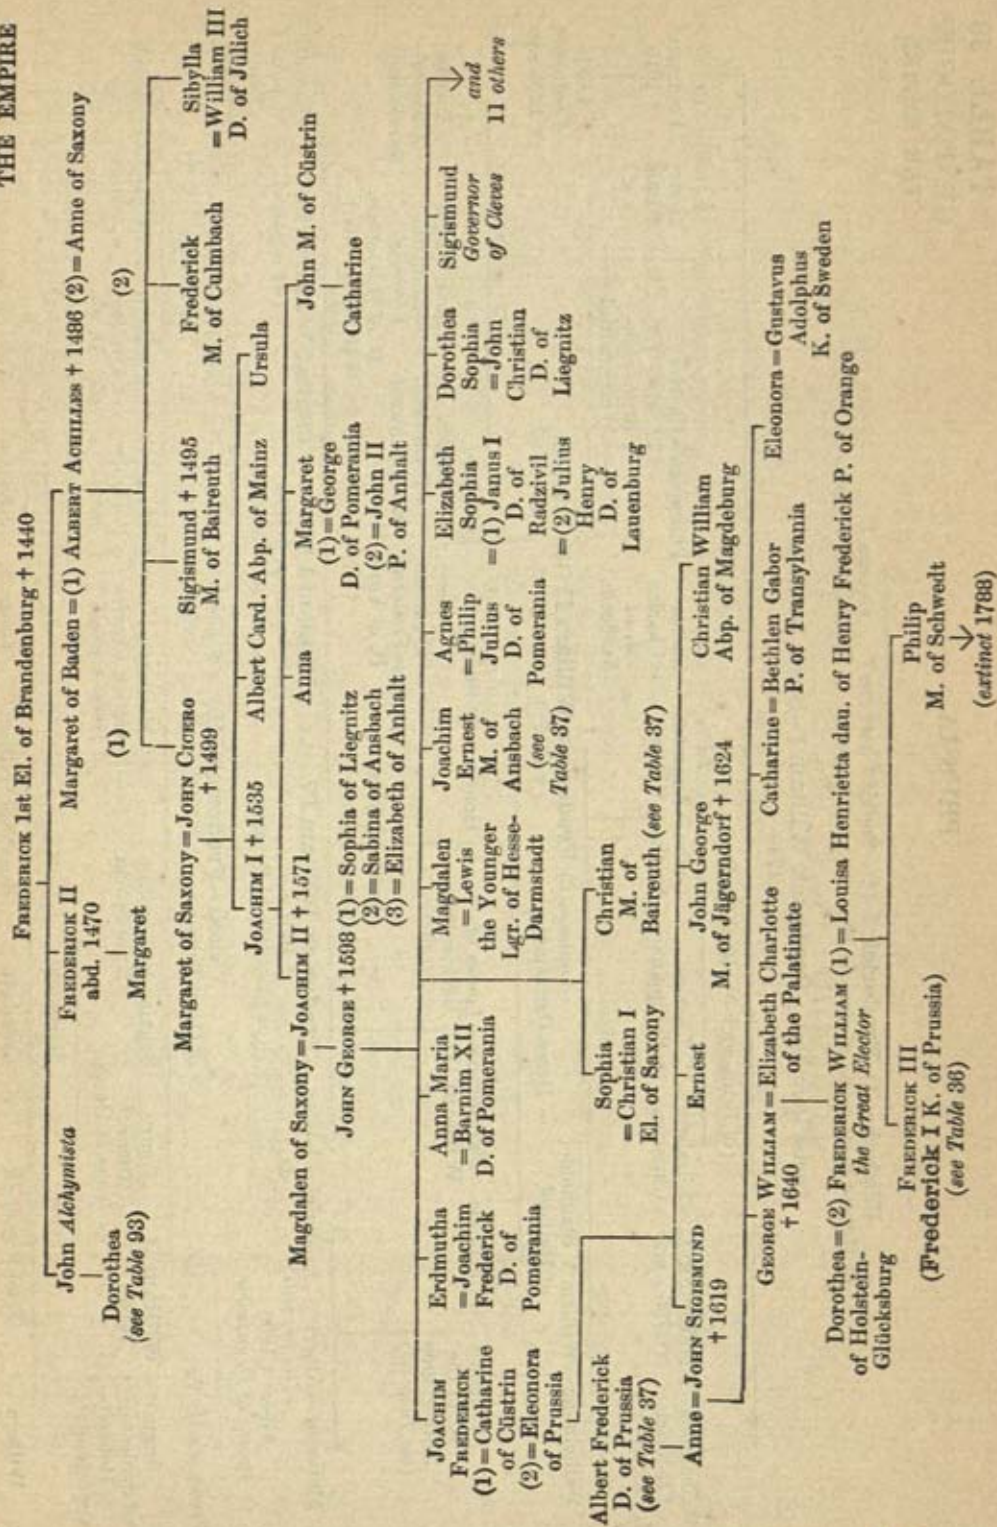 THE EMPIRE
FREDERICK 1st El. of Brandenburg † 1440
John Alchymista
FREDERICK II
abd. 1470
Margaret of Baden=(1) ALBERT ACHILLES † 1486 (2)=Anne of Saxony
Dorothea
(see Table 93)
Margaret
(1)
(2)
Margaret of Saxony=JOHN CICERO
† 1499
Sigismund † 1495
M. of Baireuth
Frederick
M. of Culmbach
Sibylla
=William III
D. of Jülich
JOACHIM I † 1535
Albert Card. Abp. of Mainz
Ursula
Magdalen of Saxony=JOACHIM II † 1571
Anna
Margaret
(1)=George
D. of Pomerania
(2)=John II
P. of Anhalt
John M. of Cüstrin
Catharine
JOHN GEORGE † 1598 (1)=Sophia of Liegnitz
(2)=Sabina of Ansbach
(3)=Elizabeth of Anhalt
JOACHIM
FREDERICK
(1)=Catharine
of Cüstrin
(2)=Eleonora
of Prussia
Erdmutha
=Joachim
Frederick
D. of
Pomerania
Anna Maria
=Barnim XII
D. of Pomerania
Magdalen
=Lewis
the Younger
Lgr. of Hesse-
Darmstadt
Joachim
Ernest
M. of
Ansbach
(see
Table 37)
Agnes
=Philip
Julius
D. of
Pomerania
Elizabeth
Sophia
=(1) Janus I
D. of
Radzivil
=(2) Julius
Henry
D. of
Lauenburg
Dorothea
Sophia
=John
Christian
D. of
Liegnitz
Sigismund
Governor
of Cleves
and
11 others
Sophia
=Christian I
El. of Saxony
Christian
M. of
Baireuth (see Table 37)
Albert Frederick
D. of Prussia
(see Table 37)
Anne=JOHN SIGISMUND
† 1619
Ernest
John George
M. of Jägerndorf † 1624
Christian William
Abp. of Magdeburg
GEORGE WILLIAM=Elizabeth Charlotte
† 1640
of the Palatinate
Catharine=Bethlen Gabor
P. of Transylvania
Eleonora=Gustavus
Adolphus
K. of Sweden
Dorothea=(2) FREDERICK WILLIAM (1)=Louisa Henrietta dau. of Henry Frederick P. of Orange
of Holstein-
Glücksburg
the Great Elector
FREDERICK III
(Frederick I K. of Prussia)
(see Table 36)
Philip
M. of Schwedt
(extinct 1788)